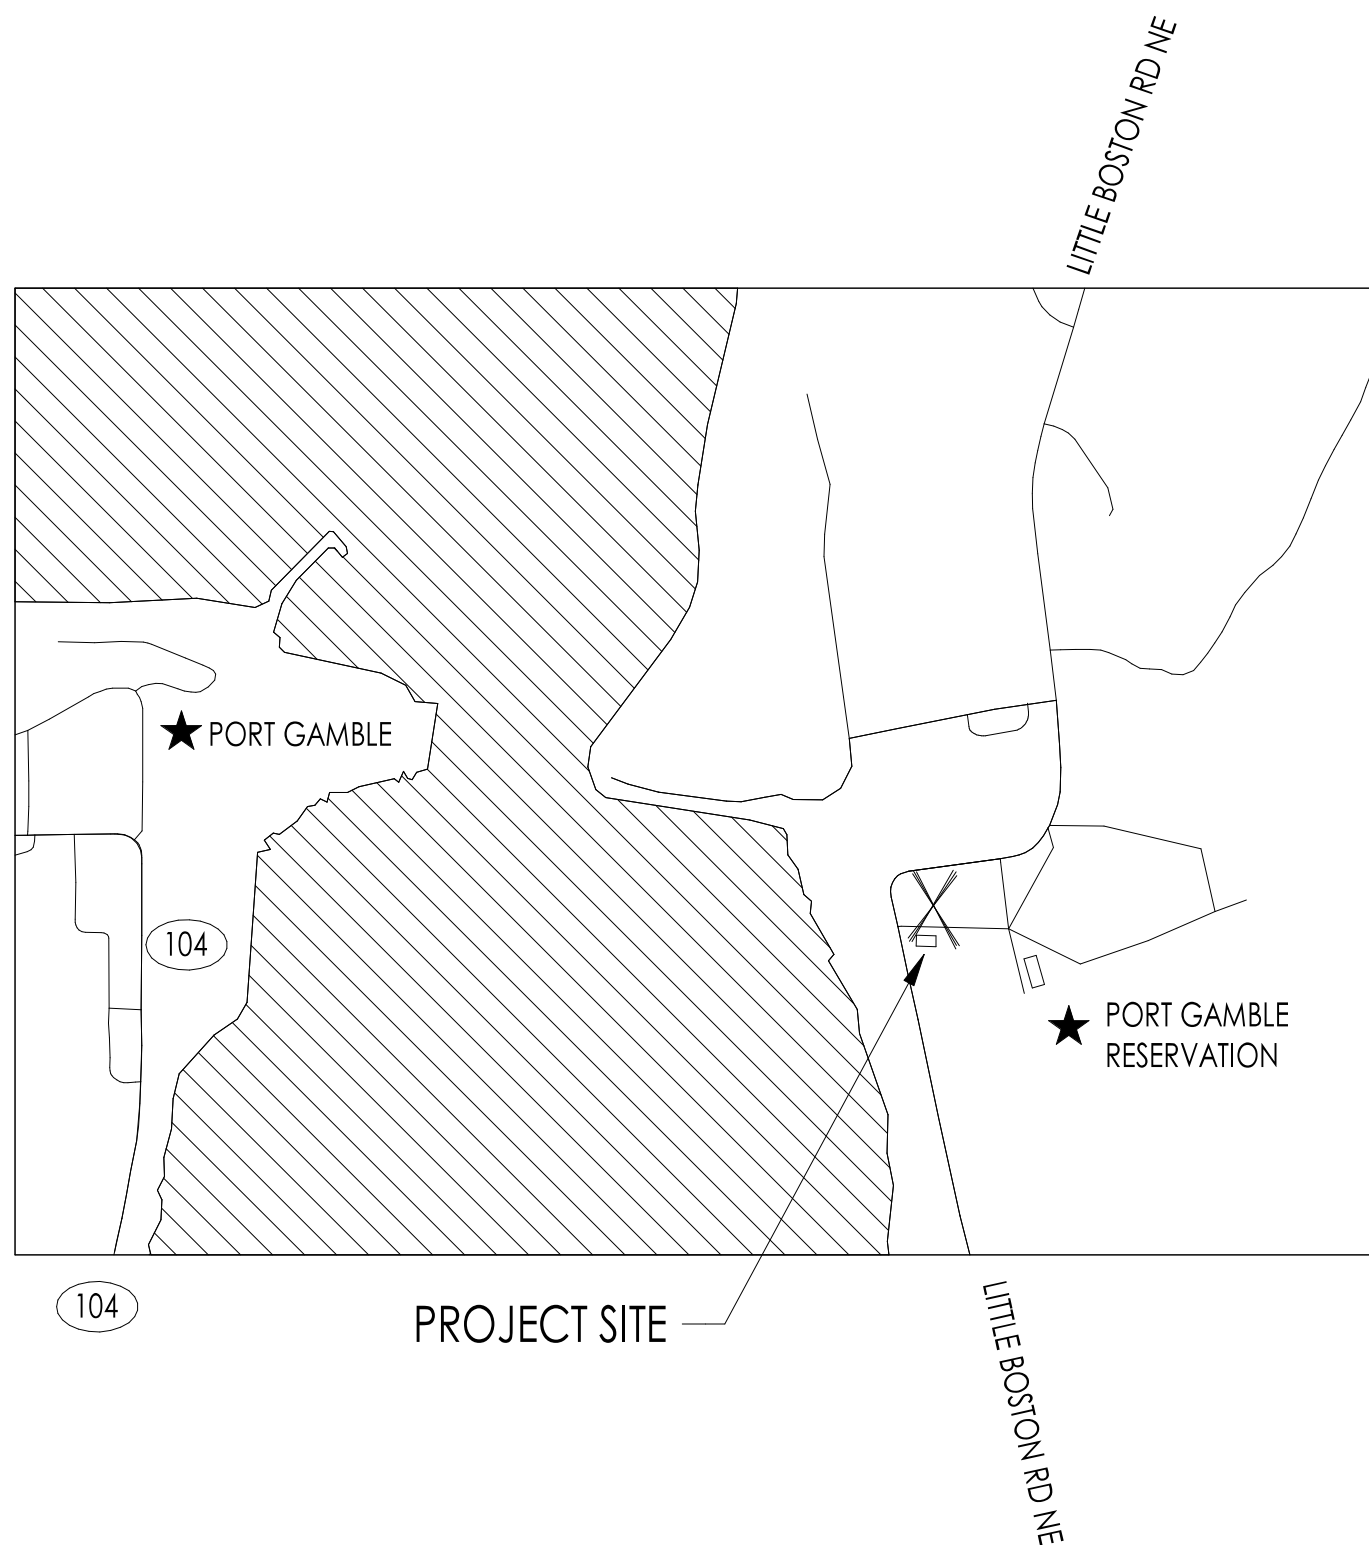 LITTLE BOSTON RD NE
PORT GAMBLE
104
PORT GAMBLE
RESERVATION
104
PROJECT SITE
LITTLE BOSTON RD NE